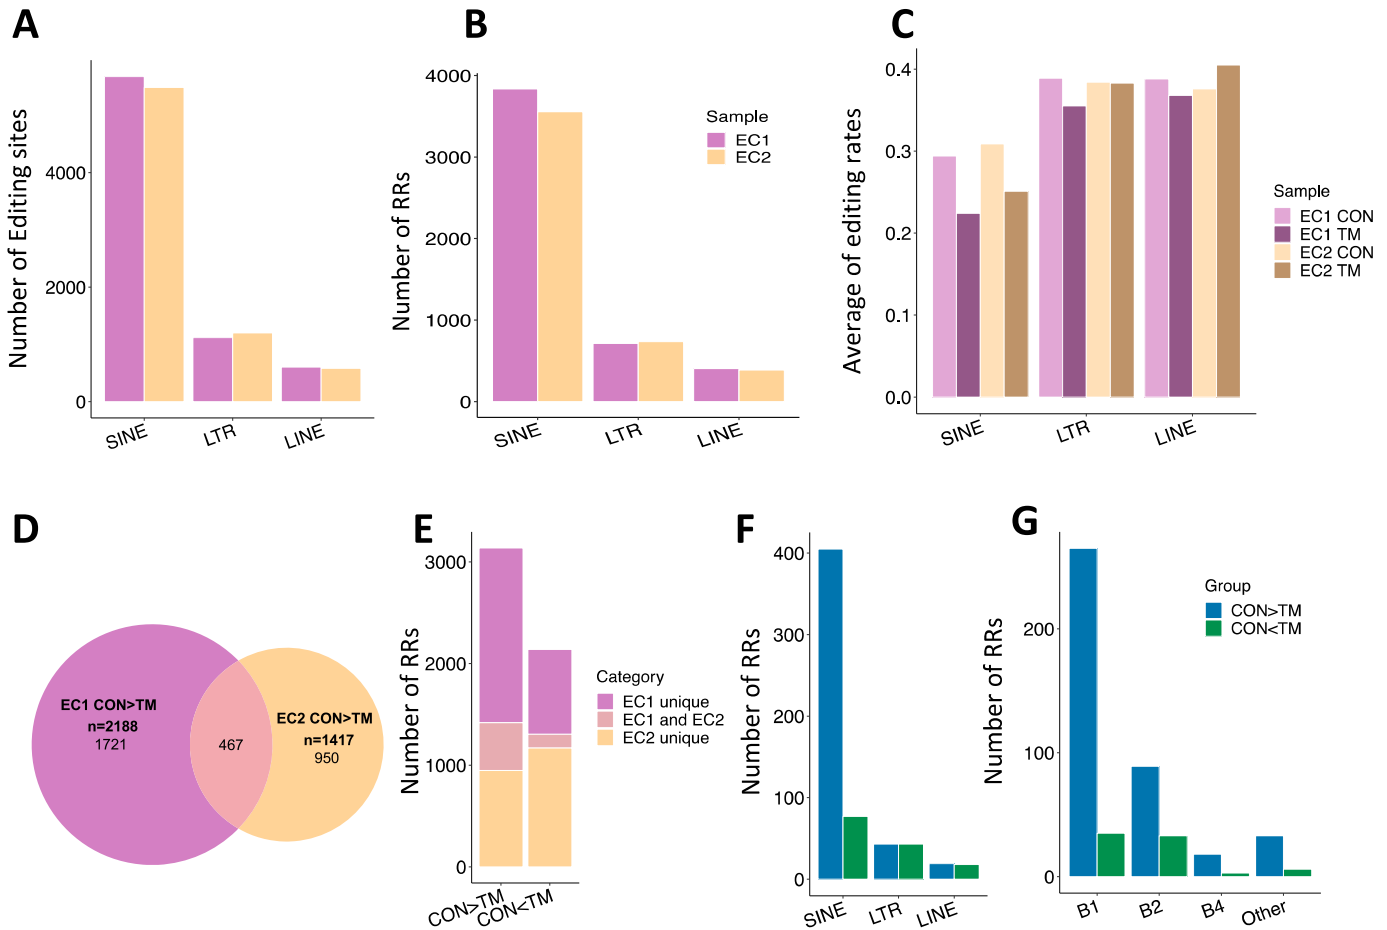 A
Number of Editing sites
4000
2000
0
SINE
LTR
LINE
B
Number of RRs
4000
3000
2000
1000
0
SINE
LTR
LINE
Sample
EC1
EC2
C
Average of editing rates
0.4
0.3
0.2
0.1
0.0
SINE
LTR
LINE
Sample
EC1 CON
EC1 TM
EC2 CON
EC2 TM
D
EC1 CON>TM
n=2188
1721
467
EC2 CON>TM
n=1417
950
E
Number of RRs
3000
2000
1000
0
CON>TM
CON<TM
Category
EC1 unique
EC1 and EC2
EC2 unique
F
Number of RRs
400
300
200
100
0
SINE
LTR
LINE
G
Number of RRs
200
100
0
B1
B2
B4
Other
Group
CON>TM
CON<TM